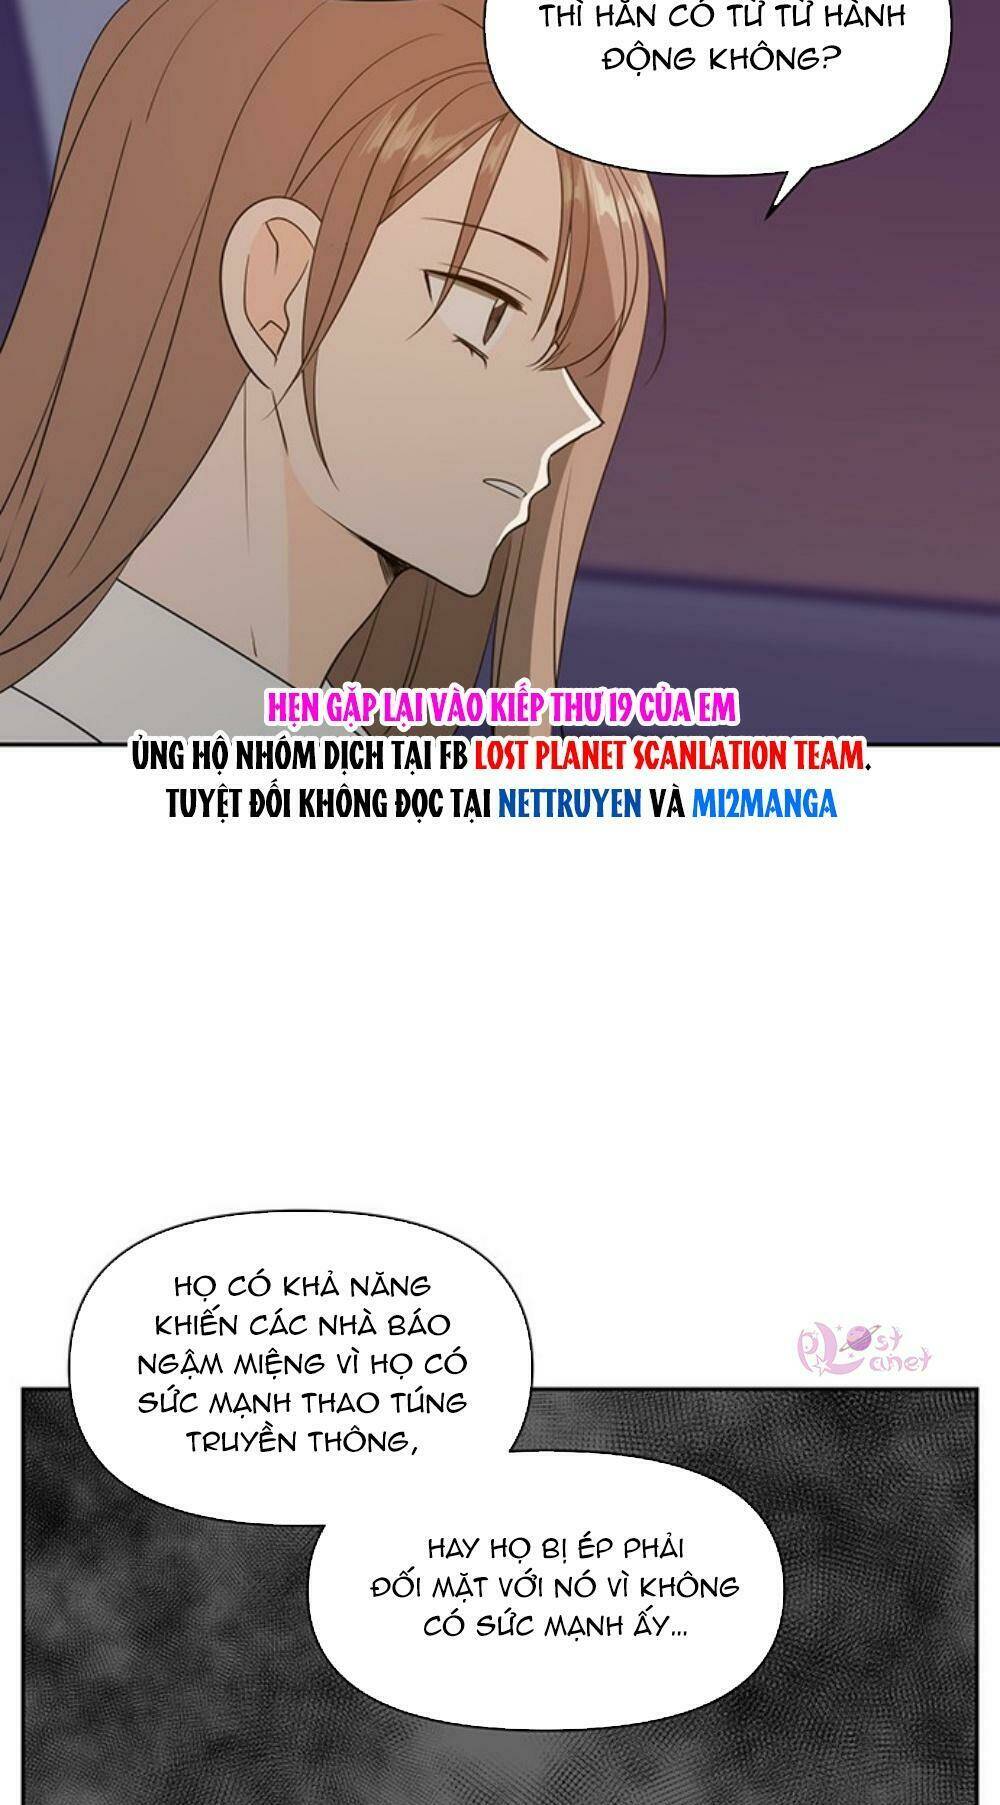 THÌ HẮN CÓ TỪ TỪ HÀNH
ĐỘNG KHÔNG?
HẸN GẶP LẠI VÀO KIẾP THƯ 19 CỦA EM
ỦNG HỘ NHÓM DỊCH TẠI FB LOST PLANET SCANLATION TEAM.
TUYỆT ĐỐI KHÔNG ĐỌC TẠI NETTRUYEN VÀ MI2MANGA
HỌ CÓ KHẢ NĂNG
KHIẾN CÁC NHÀ BÁO
NGẬM MIỆNG VÌ HỌ CÓ
SỨC MẠNH THAO TÚNG
TRUYỀN THÔNG,
Lost
Planet
HAY HỌ BỊ ÉP PHẢI
ĐỐI MẶT VỚI NÓ VÌ KHÔNG
CÓ SỨC MẠNH ẤY...